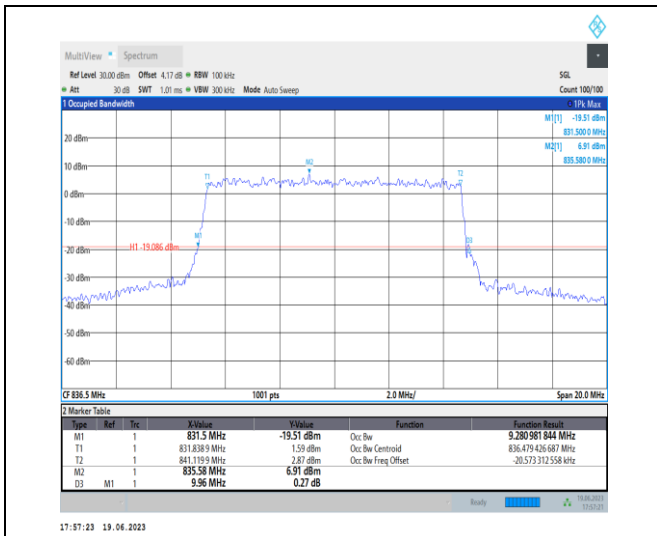 MultiView Spectrum
Ref Level 30.00 dBm Offset 4.17 dB RBW 100 kHz SGL
Att 30 dB SWT 1.01 ms VBW 300 kHz Mode Auto Sweep Count 100/100
1 Occupied Bandwidth 1Pk Max
M1[1] -19.51 dBm
831.500 0 MHz
M2[1] 6.91 dBm
835.580 0 MHz
20 dBm
10 dBm
M2
T1
T2
0 dBm
-10 dBm
M1
D3
H1 -19.086 dBm
-20 dBm
-30 dBm
-40 dBm
-50 dBm
-60 dBm
CF 836.5 MHz 1001 pts 2.0 MHz/ Span 20.0 MHz
2 Marker Table
Type Ref Trc X-Value Y-Value Function Function Result
M1 1 831.5 MHz -19.51 dBm Occ Bw 9.280 981 844 MHz
T1 1 831.838 9 MHz 1.59 dBm Occ Bw Centroid 836.479 426 687 MHz
T2 1 841.119 9 MHz 2.87 dBm Occ Bw Freq Offset -20.573 312 558 kHz
M2 1 835.58 MHz 6.91 dBm
D3 M1 1 9.96 MHz 0.27 dB
Ready 19.06.2023
17:57:21
17:57:23 19.06.2023